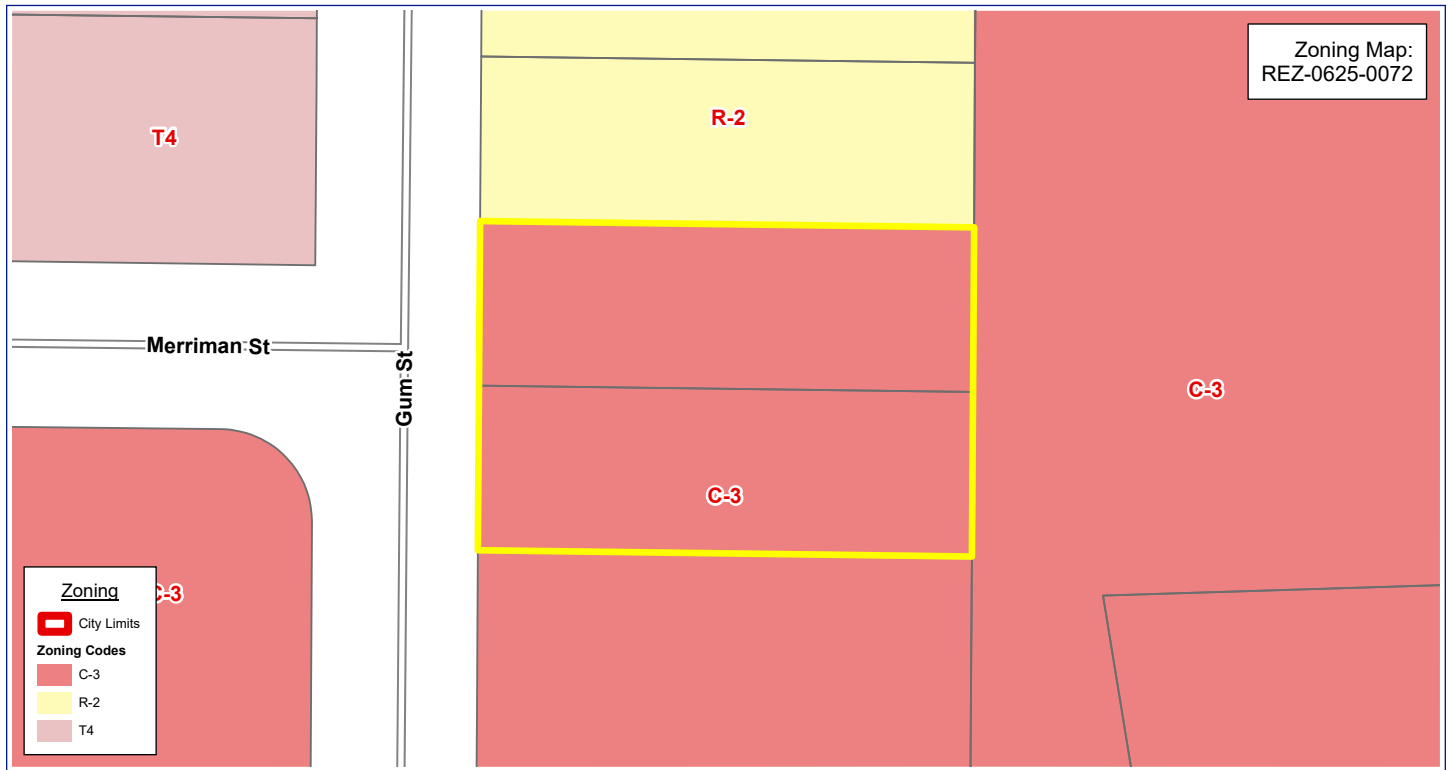 Zoning Map:
REZ-0625-0072
T4
R-2
Merriman St
Gum St
C-3
C-3
C-3
Zoning
City Limits
Zoning Codes
C-3
R-2
T4